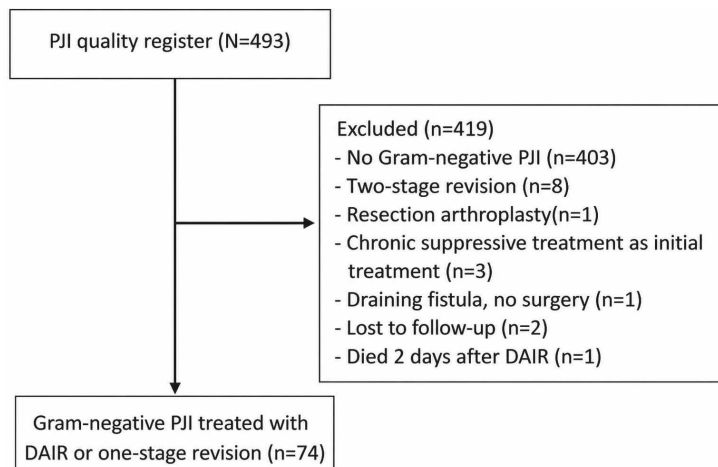 PJI quality register (N=493)
Excluded (n=419)
- No Gram-negative PJI (n=403)
- Two-stage revision (n=8)
- Resection arthroplasty(n=1)
- Chronic suppressive treatment as initial
treatment (n=3)
- Draining fistula, no surgery (n=1)
- Lost to follow-up (n=2)
- Died 2 days after DAIR (n=1)
Gram-negative PJI treated with
DAIR or one-stage revision (n=74)